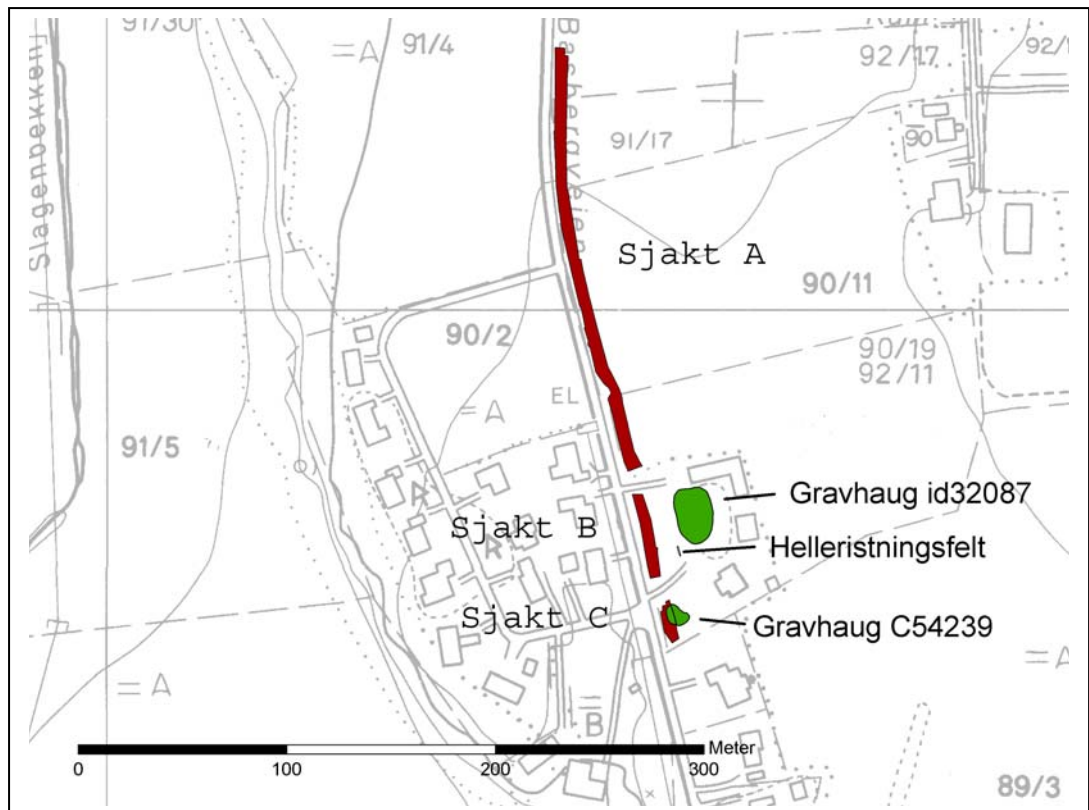 91/30
= A
91/4
Basbergveien
92/17
92/1
Slagenbekken
91/17
90
Sjakt A
90/11
90/2
90/19
92/11
EL
= A
91/5
A
Gravhaug id32087
Sjakt B
R
Helleristningsfelt
Sjakt C
Gravhaug C54239
= A
= A
B
Meter
0 100 200 300
89/3